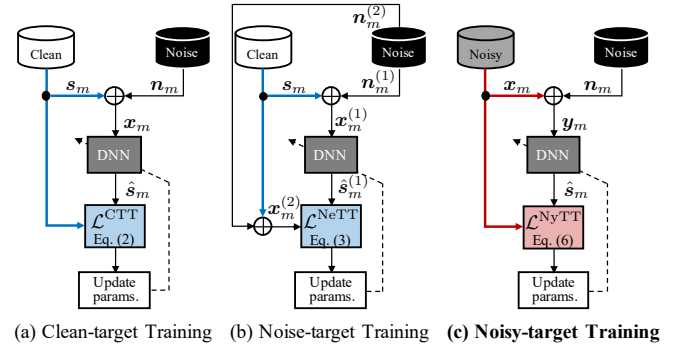 Clean
Noise
s_m
n_m
x_m
DNN
ŝ_m
ℒ^CTT
Eq. (2)
Update
params.
(a) Clean-target Training
n_m^(2)
Clean
Noise
s_m
n_m^(1)
x_m^(1)
DNN
ŝ_m^(1)
x_m^(2)
ℒ^NeTT
Eq. (3)
Update
params.
(b) Noise-target Training
Noisy
Noise
x_m
n_m
y_m
DNN
ŝ_m
ℒ^NyTT
Eq. (6)
Update
params.
(c) Noisy-target Training